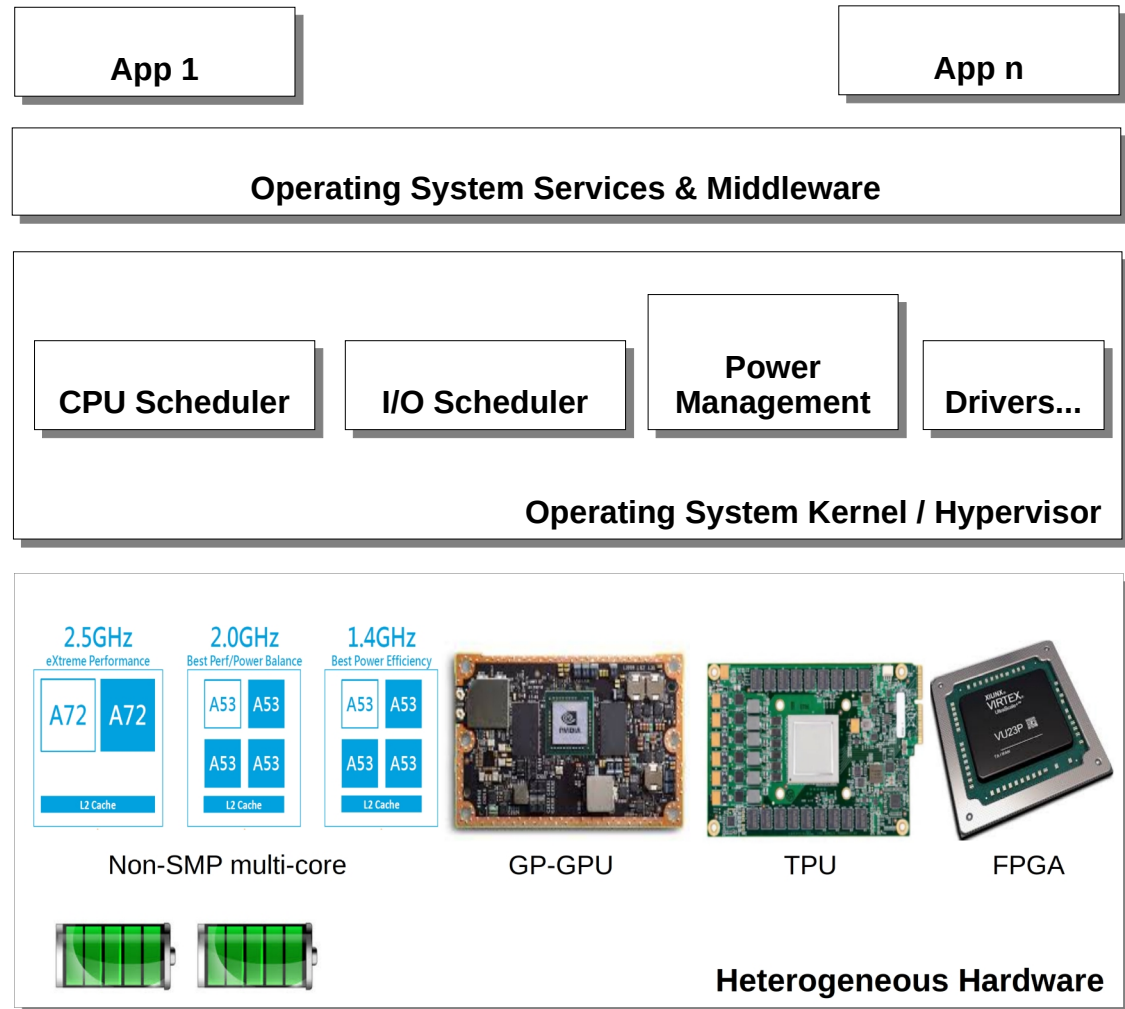 App 1
App n
Operating System Services & Middleware
CPU Scheduler
I/O Scheduler
Power
Management
Drivers...
Operating System Kernel / Hypervisor
2.5GHz
eXtreme Performance
A72 A72
L2 Cache
2.0GHz
Best Perf/Power Balance
A53 A53
A53 A53
L2 Cache
1.4GHz
Best Power Efficiency
A53 A53
A53 A53
L2 Cache
NVIDIA
XILINX
VIRTEX
UltraScale+
VU23P
Non-SMP multi-core
GP-GPU
TPU
FPGA
Heterogeneous Hardware